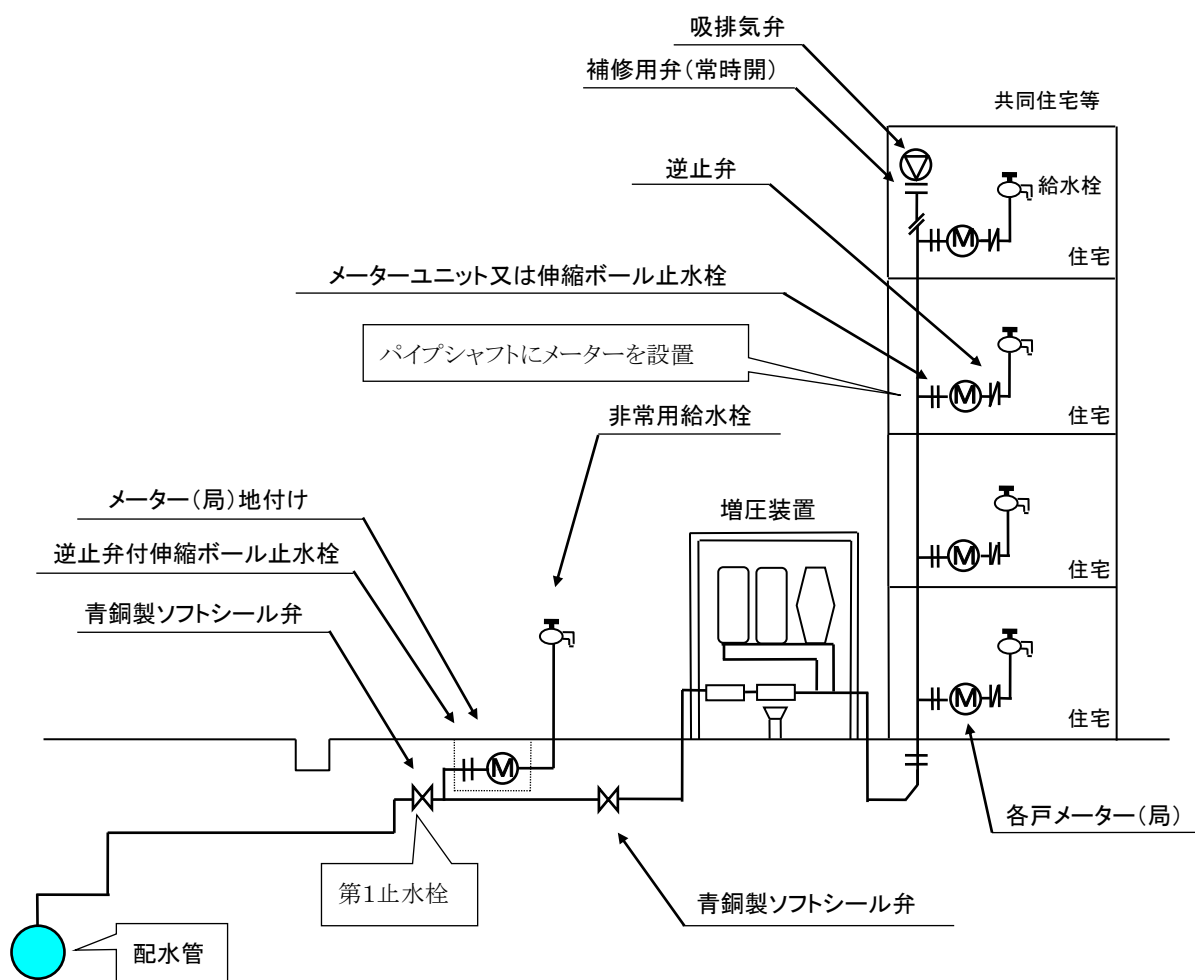 吸排気弁
補修用弁（常時開）
共同住宅等
逆止弁
給水栓
住宅
メーターユニット又は伸縮ボール止水栓
パイプシャフトにメーターを設置
M
M
住宅
非常用給水栓
メーター（局）地付け
増圧装置
逆止弁付伸縮ボール止水栓
M
住宅
青銅製ソフトシール弁
M
住宅
M
各戸メーター（局）
第１止水栓
青銅製ソフトシール弁
配水管